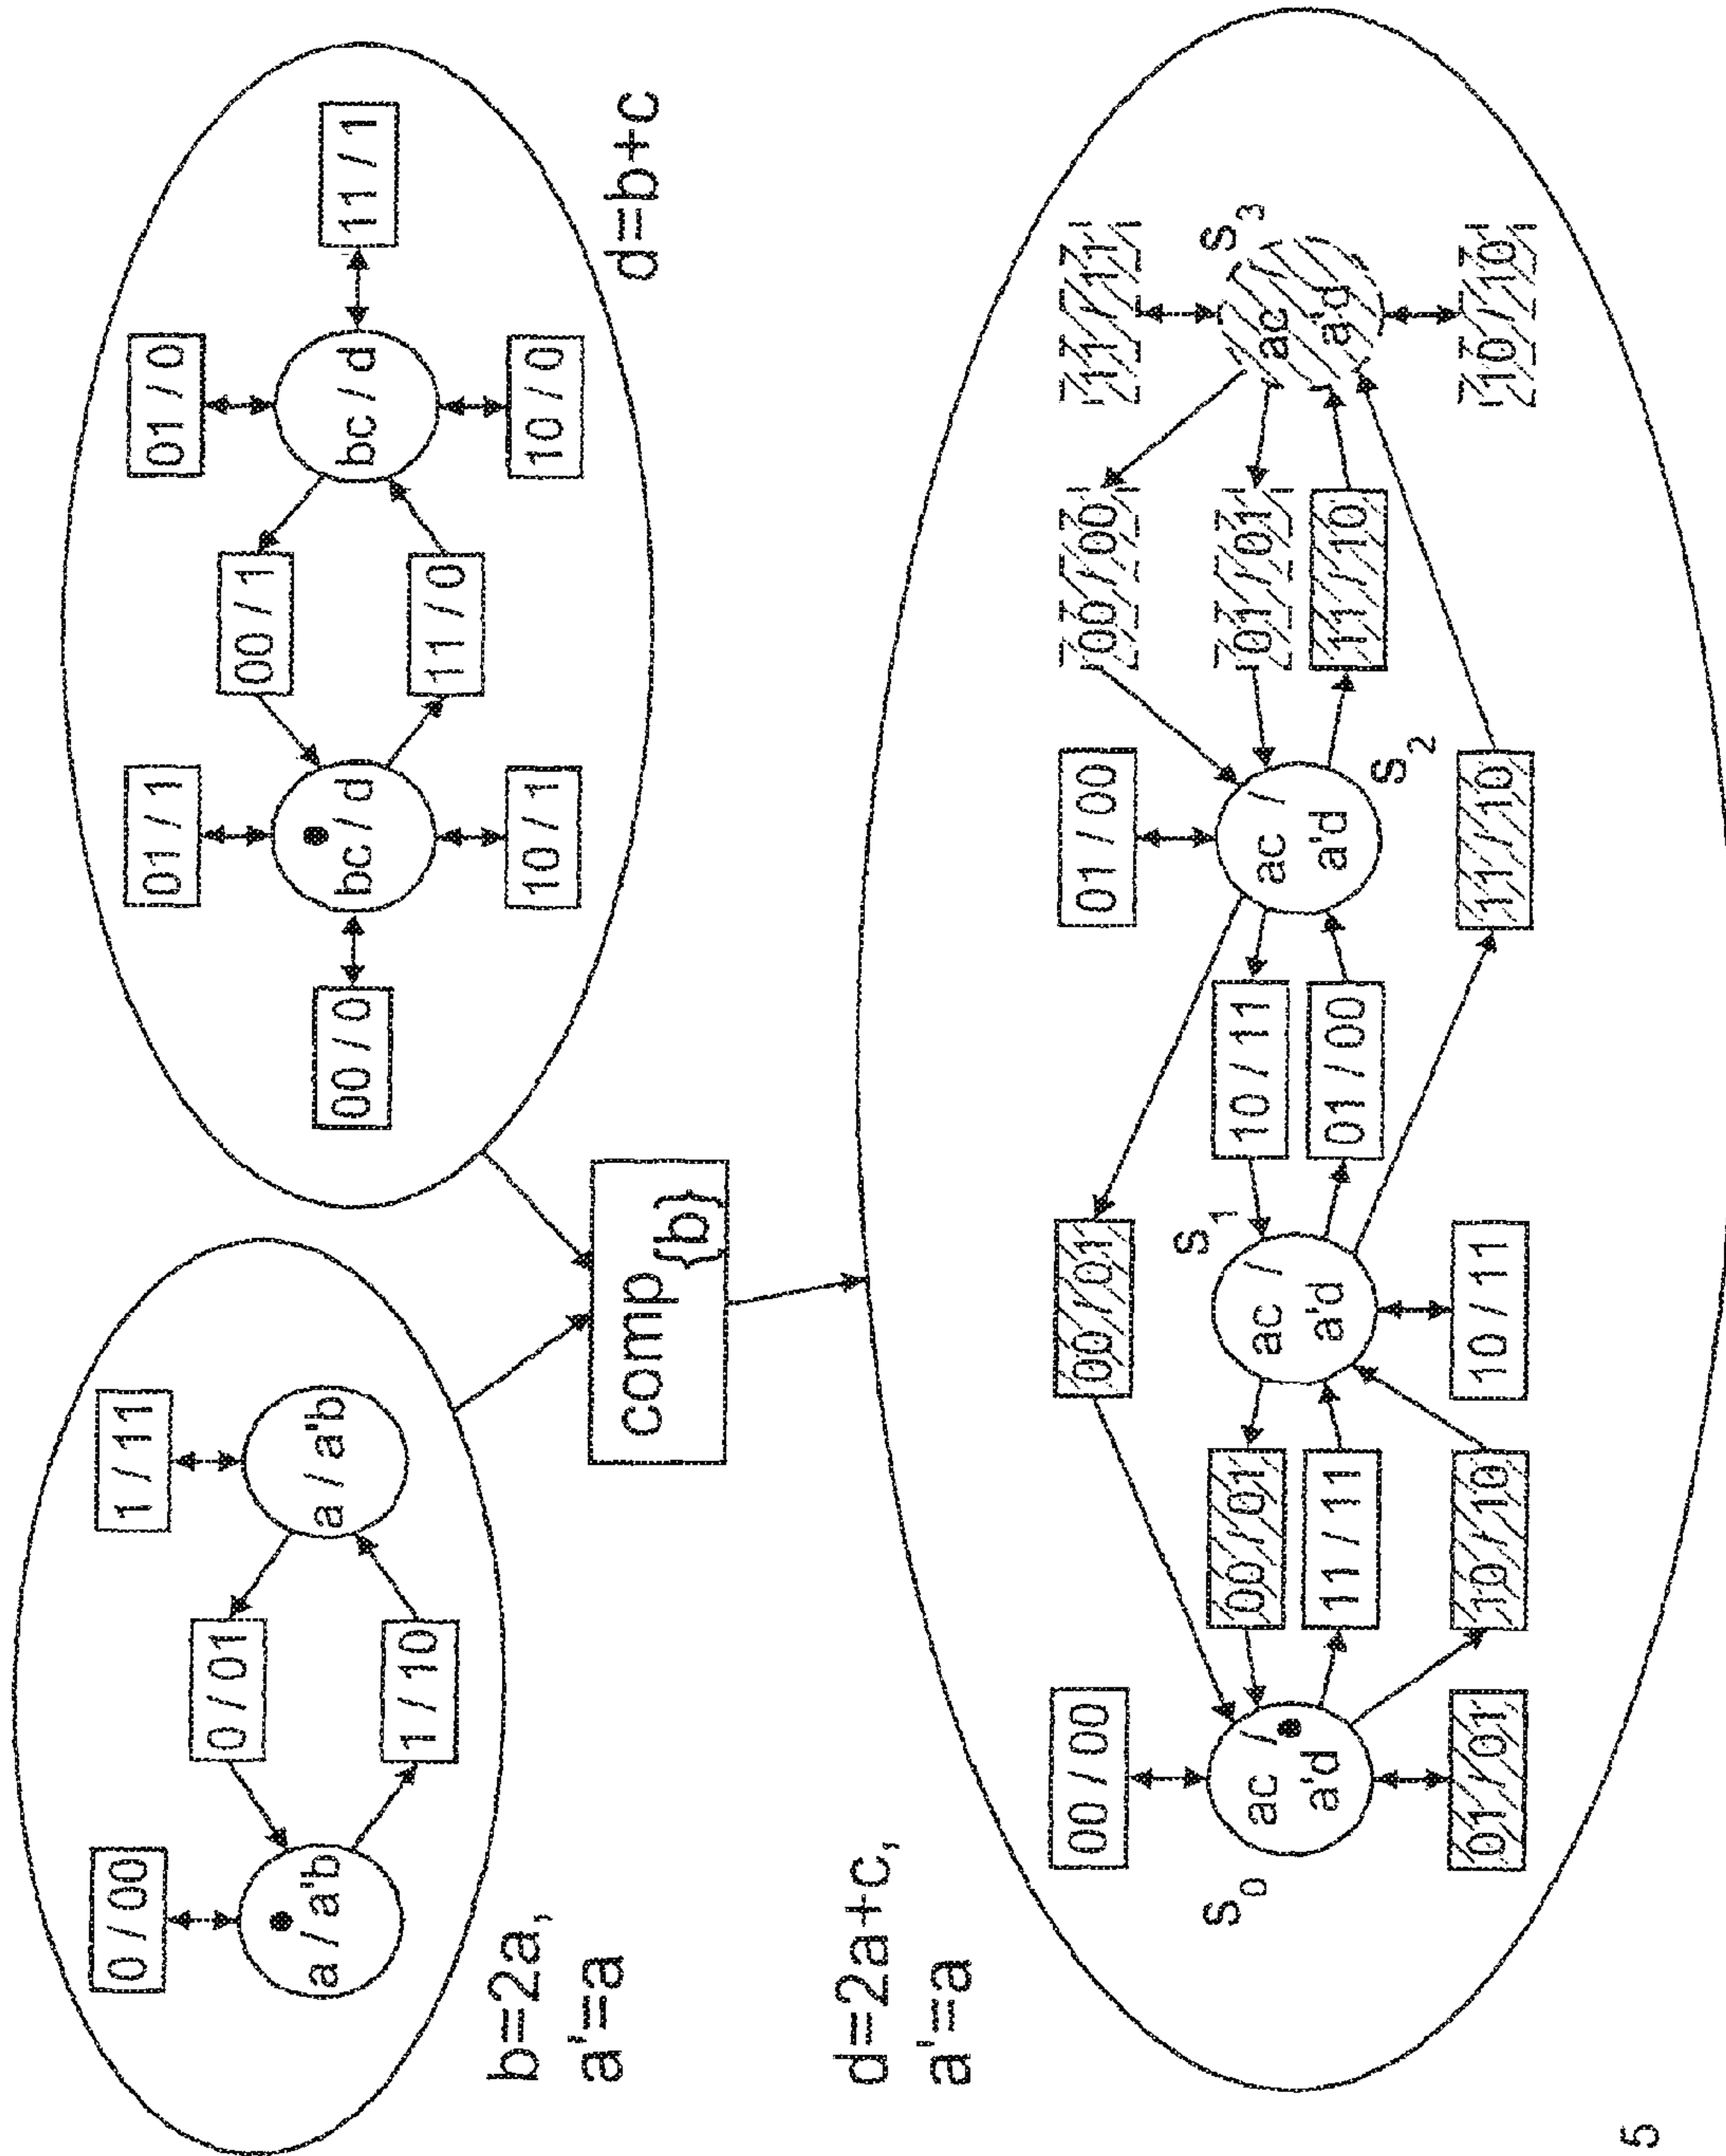 0 / 00
1 / 11
0 / 01
a / a'b
a / a'b
1 / 10
b=2a,
a'=a
01 / 1
01 / 0
00 / 1
00 / 0
bc / d
bc / d
11 / 1
11 / 0
10 / 1
10 / 0
d=b+c
comp{b}
d=2a+c,
a'=a
00 / 00
00 / 01
01 / 00
00 / 00
11 / 11
S0
ac /
a'd
00 / 01
11 / 11
10 / 10
01 / 01
S1
ac /
a'd
10 / 11
01 / 00
10 / 11
11 / 10
ac /
a'd
S2
01 / 01
11 / 10
S3
ac /
a'd
10 / 10
5